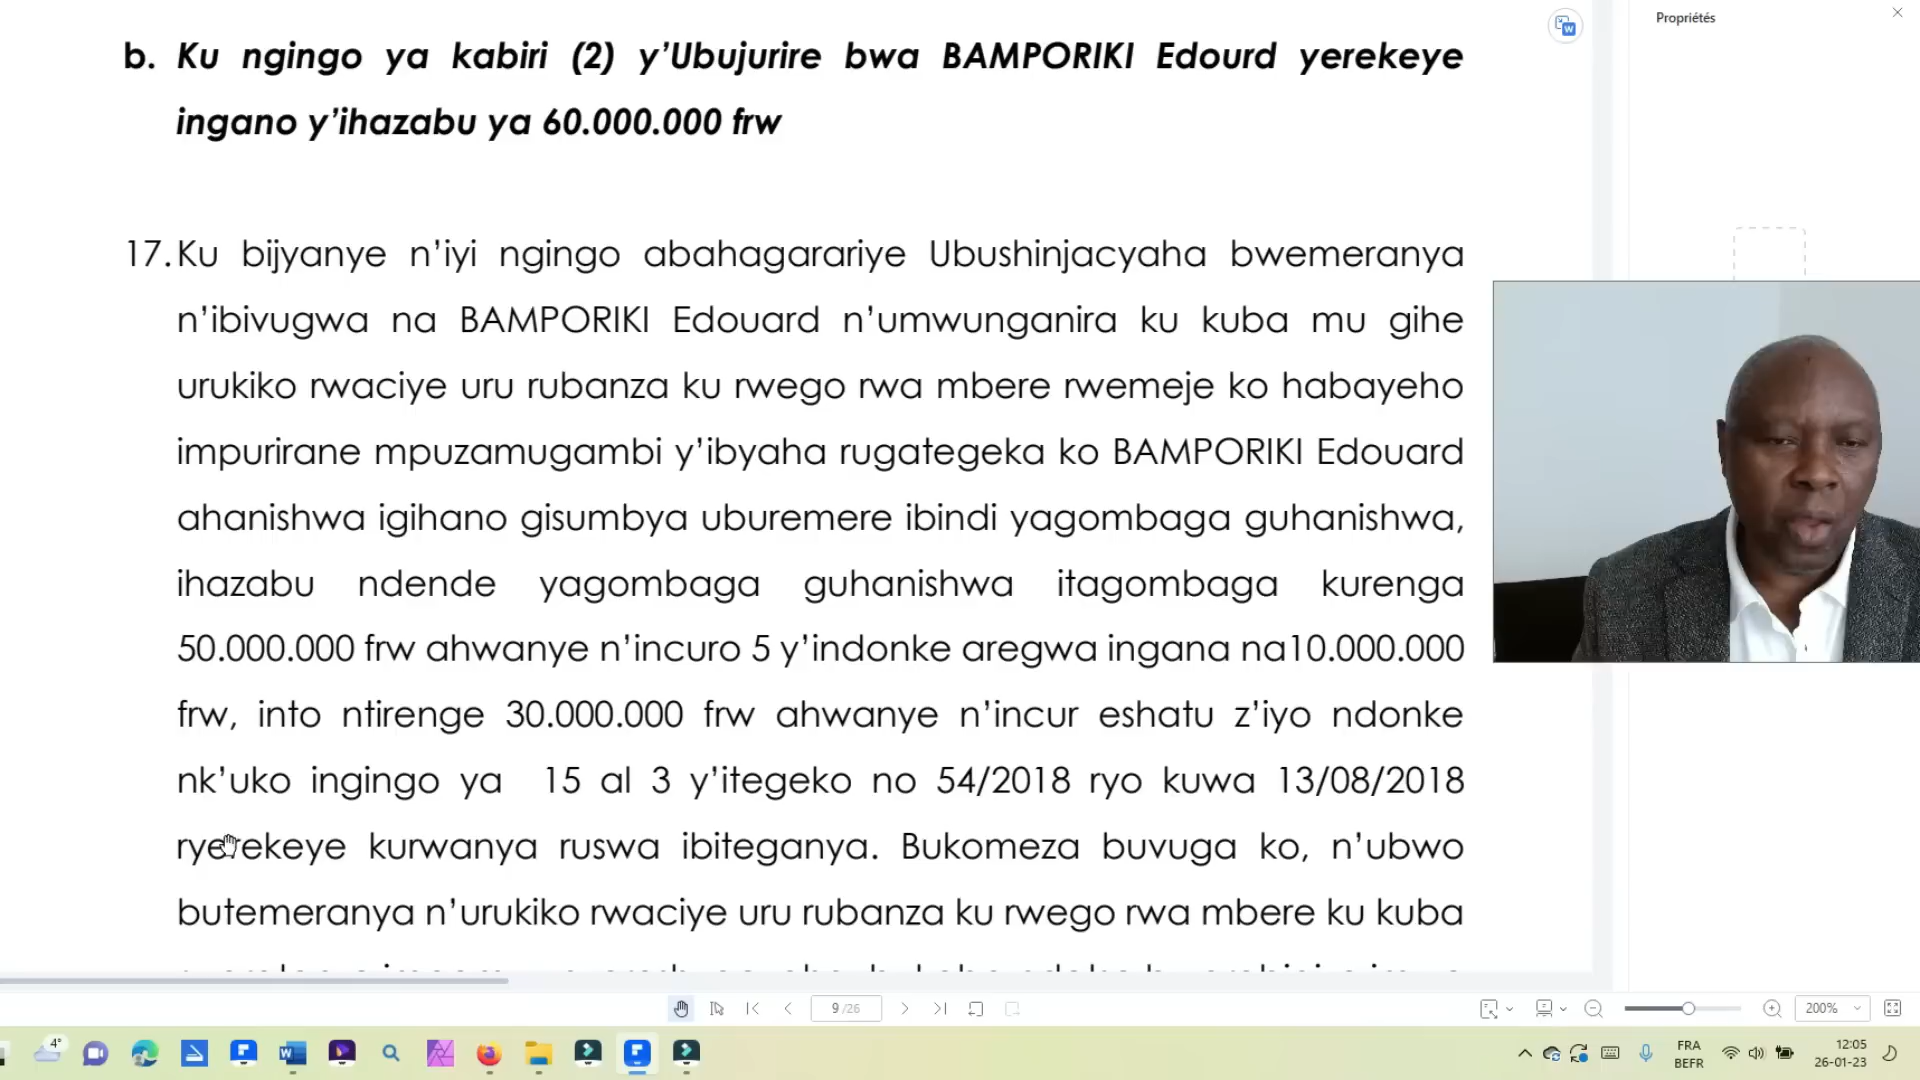 b. Ku ngingo ya kabiri (2) y’Ubujurire bwa BAMPORIKI Edourd yerekeye
ingano y’ihazabu ya 60.000.000 frw
17. Ku bijyanye n’iyi ngingo abahagarariye Ubushinjacyaha bwemeranya
n’ibivugwa na BAMPORIKI Edouard n’umwunganira ku kuba mu gihe
urukiko rwaciye uru rubanza ku rwego rwa mbere rwemeje ko habayeho
impurirane mpuzamugambi y’ibyaha rugategeka ko BAMPORIKI Edouard
ahanishwa igihano gisumbya uburemere ibindi yagombaga guhanishwa,
ihazabu ndende yagombaga guhanishwa itagombaga kurenga
50.000.000 frw ahwanye n’incuro 5 y’indonke aregwa ingana na10.000.000
frw, into ntirenge 30.000.000 frw ahwanye n’incur eshatu z’iyo ndonke
nk’uko ingingo ya 15 al 3 y’itegeko no 54/2018 ryo kuwa 13/08/2018
ryerekeye kurwanya ruswa ibiteganya. Bukomeza buvuga ko, n’ubwo
butemeranya n’urukiko rwaciye uru rubanza ku rwego rwa mbere ku kuba
Propriétés
9 /26
200%
4°
FRA
BEFR
12:05
26-01-23